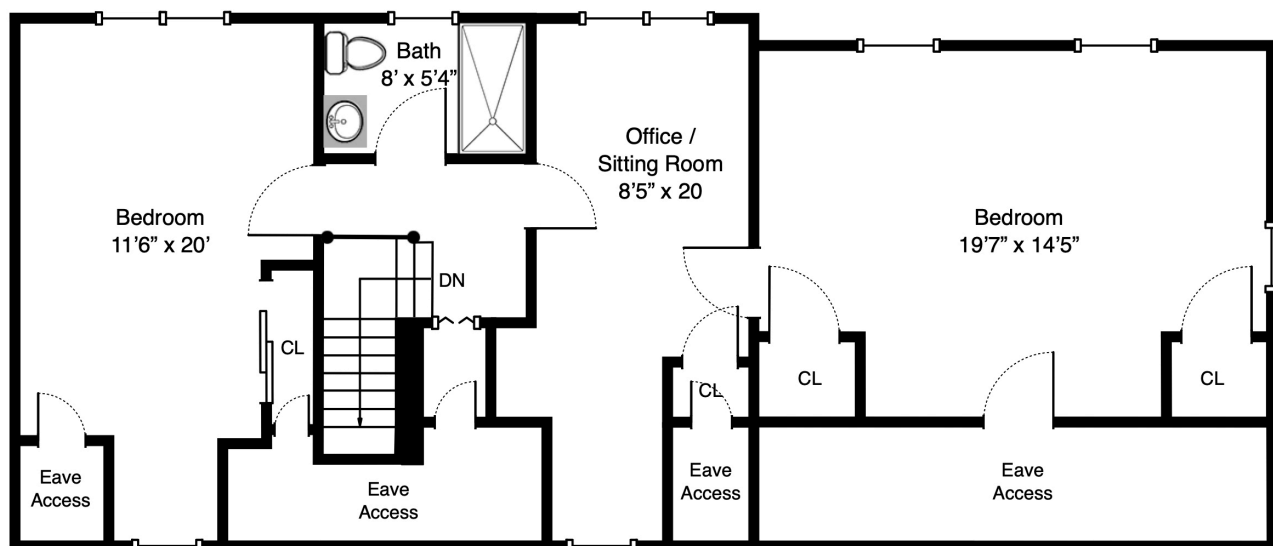 Bath
8’ x 5’4”
Office /
Sitting Room
8’5” x 20
Bedroom
11’6” x 20’
Bedroom
19’7” x 14’5”
DN
CL
CL
CL
CL
Eave
Access
Eave
Access
Eave
Access
Eave
Access